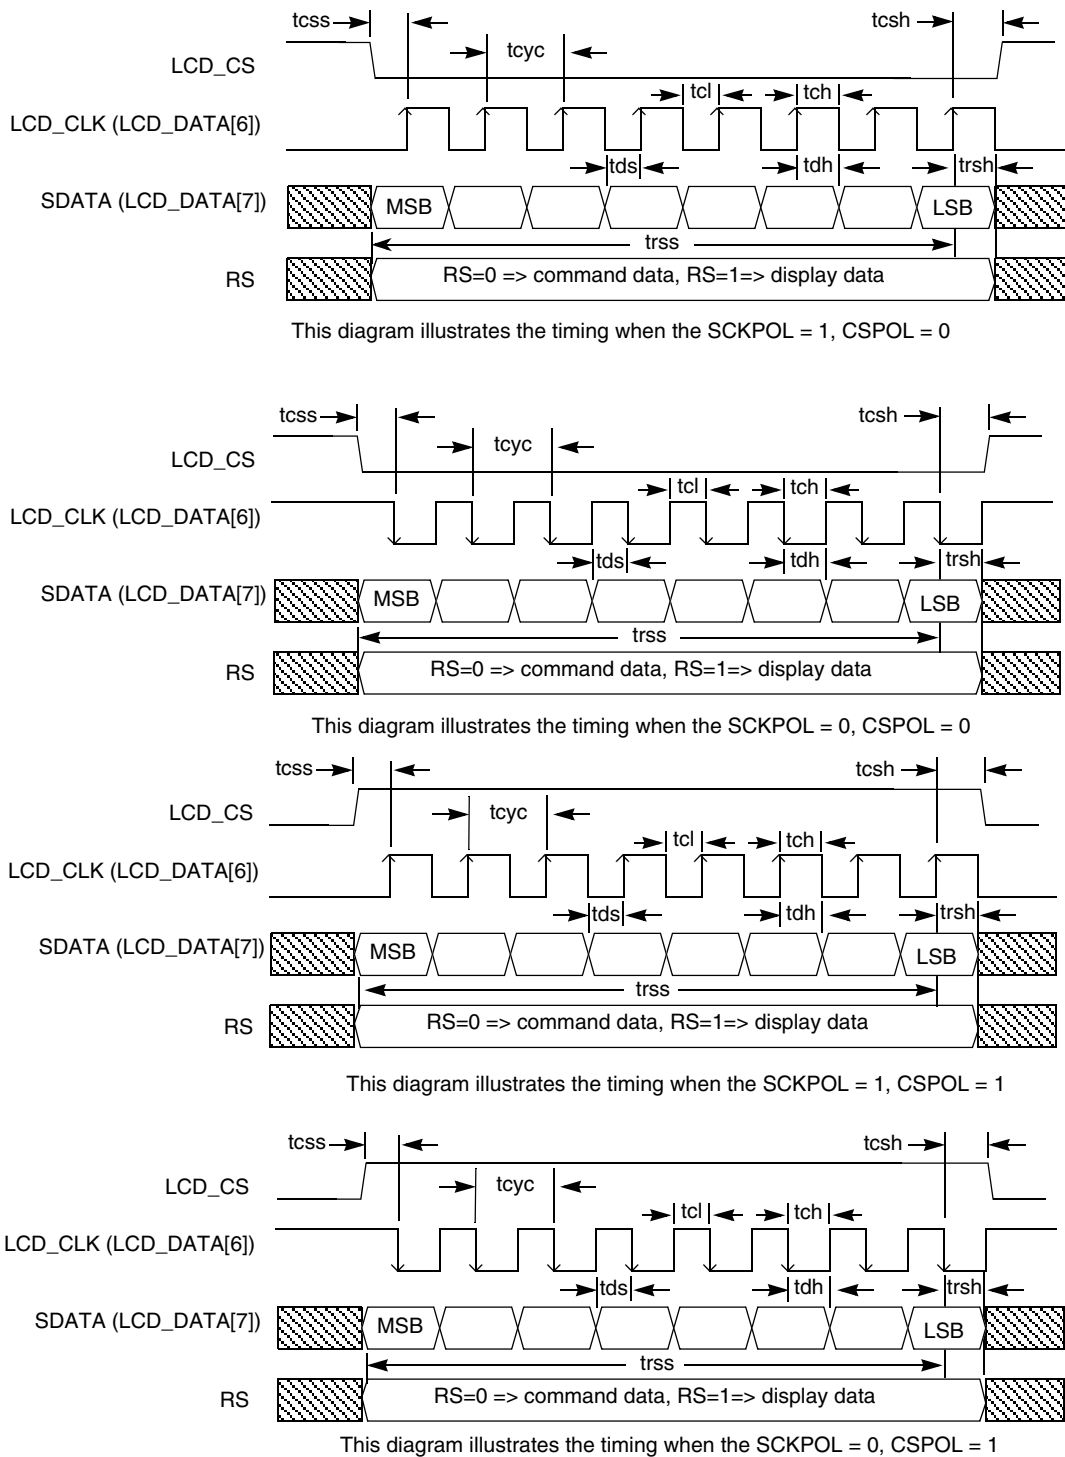 tcss tcsh
tcyc
LCD_CS
tcl tch
LCD_CLK (LCD_DATA[6])
tds tdh trsh
SDATA (LCD_DATA[7])
MSB LSB
trss
RS RS=0 => command data, RS=1=> display data
This diagram illustrates the timing when the SCKPOL = 1, CSPOL = 0
tcss tcsh
tcyc
LCD_CS
tcl tch
LCD_CLK (LCD_DATA[6])
tds tdh trsh
SDATA (LCD_DATA[7])
MSB LSB
trss
RS RS=0 => command data, RS=1=> display data
This diagram illustrates the timing when the SCKPOL = 0, CSPOL = 0
tcss tcsh
LCD_CS tcyc
tcl tch
LCD_CLK (LCD_DATA[6])
tds tdh trsh
SDATA (LCD_DATA[7])
MSB LSB
trss
RS RS=0 => command data, RS=1=> display data
This diagram illustrates the timing when the SCKPOL = 1, CSPOL = 1
tcss tcsh
LCD_CS tcyc
tcl tch
LCD_CLK (LCD_DATA[6])
tds tdh trsh
SDATA (LCD_DATA[7])
MSB LSB
trss
RS RS=0 => command data, RS=1=> display data
This diagram illustrates the timing when the SCKPOL = 0, CSPOL = 1